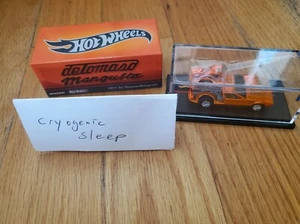 Hot Wheels
deTomaso
Mangusta
Cryogenic
sleep